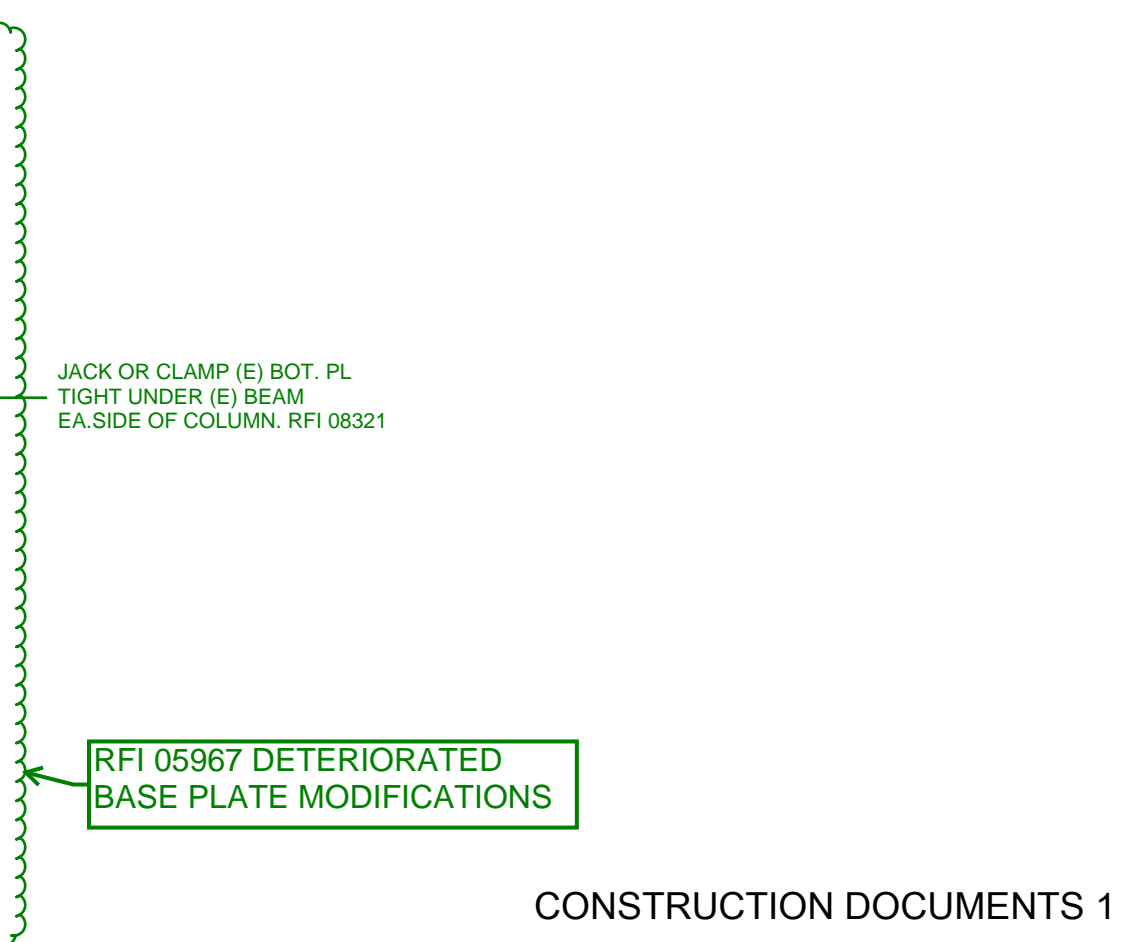 JACK OR CLAMP (E) BOT. PL
TIGHT UNDER (E) BEAM
EA.SIDE OF COLUMN. RFI 08321
RFI 05967 DETERIORATED
BASE PLATE MODIFICATIONS
CONSTRUCTION DOCUMENTS 1